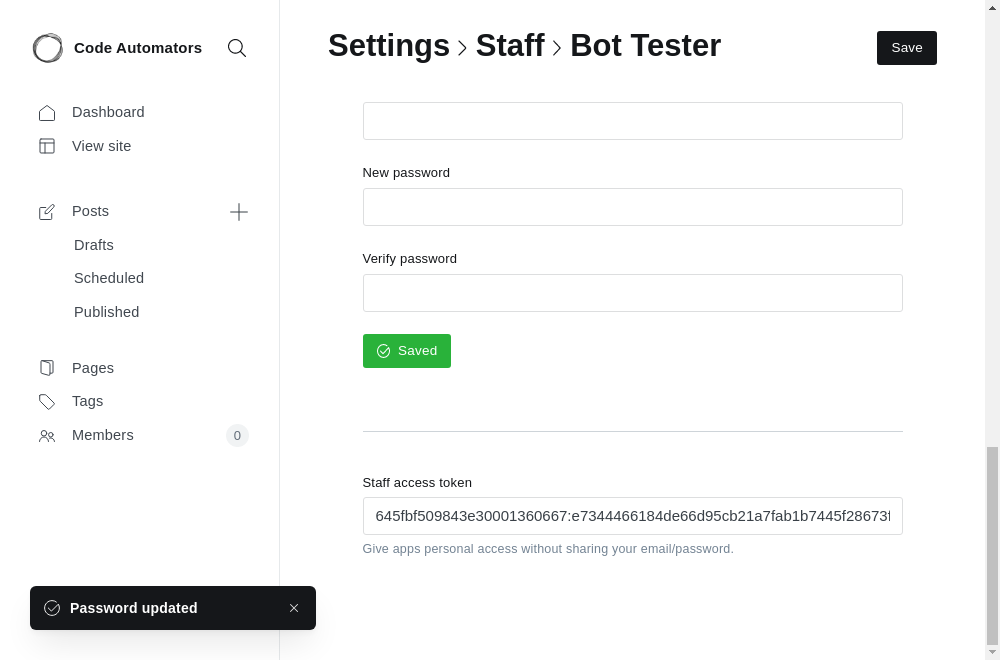 Code Automators
Settings > Staff > Bot Tester
Save
Dashboard
View site
Posts
Drafts
Scheduled
Published
Pages
Tags
Members
0
New password
Verify password
Saved
Staff access token
645fbf509843e30001360667:e7344466184de66d95cb21a7fab1b7445f28673f
Give apps personal access without sharing your email/password.
Password updated